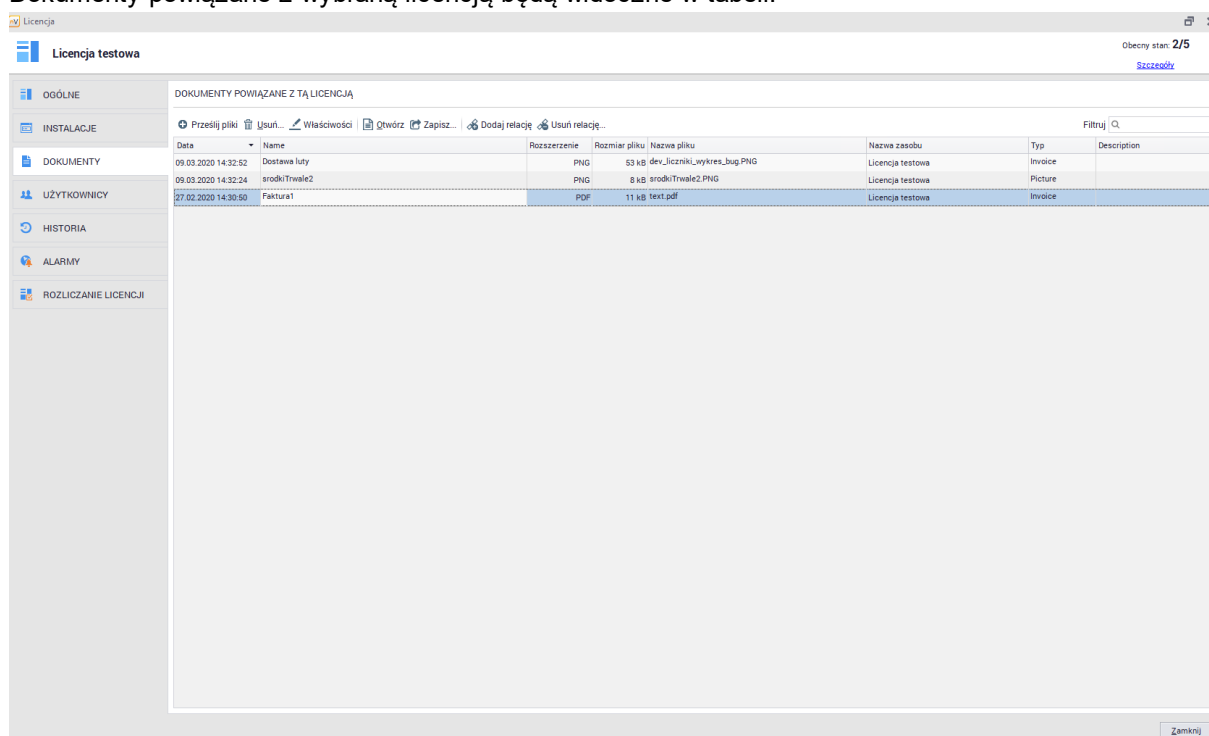 Dokumenty powiązane z wybraną licencją będą widoczne w tabeli.
nV Licencja
Licencja testowa
Obecny stan: 2/5
Szczegóły
OGÓLNE
INSTALACJE
DOKUMENTY
UŻYTKOWNICY
HISTORIA
ALARMY
ROZLICZANIE LICENCJI
DOKUMENTY POWIĄZANE Z TĄ LICENCJĄ
Prześlij pliki Usuń... Właściwości Otwórz Zapisz... Dodaj relację Usuń relację... Filtruj
Data Name Rozszerzenie Rozmiar pliku Nazwa pliku Nazwa zasobu Typ Description
09.03.2020 14:32:52 Dostawa luty PNG 53 kB dev_liczniki_wykres_bug.PNG Licencja testowa Invoice
09.03.2020 14:32:24 srodkiTrwale2 PNG 8 kB srodkiTrwale2.PNG Licencja testowa Picture
27.02.2020 14:30:50 Faktura1 PDF 11 kB text.pdf Licencja testowa Invoice
Zamknij